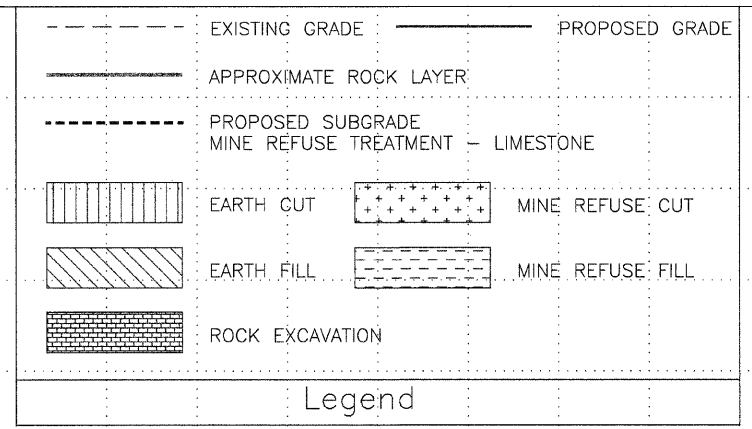 EXISTING GRADE
PROPOSED GRADE
APPROXIMATE ROCK LAYER
PROPOSED SUBGRADE
MINE REFUSE TREATMENT - LIMESTONE
EARTH CUT
MINE REFUSE CUT
EARTH FILL
MINE REFUSE FILL
ROCK EXCAVATION
Legend